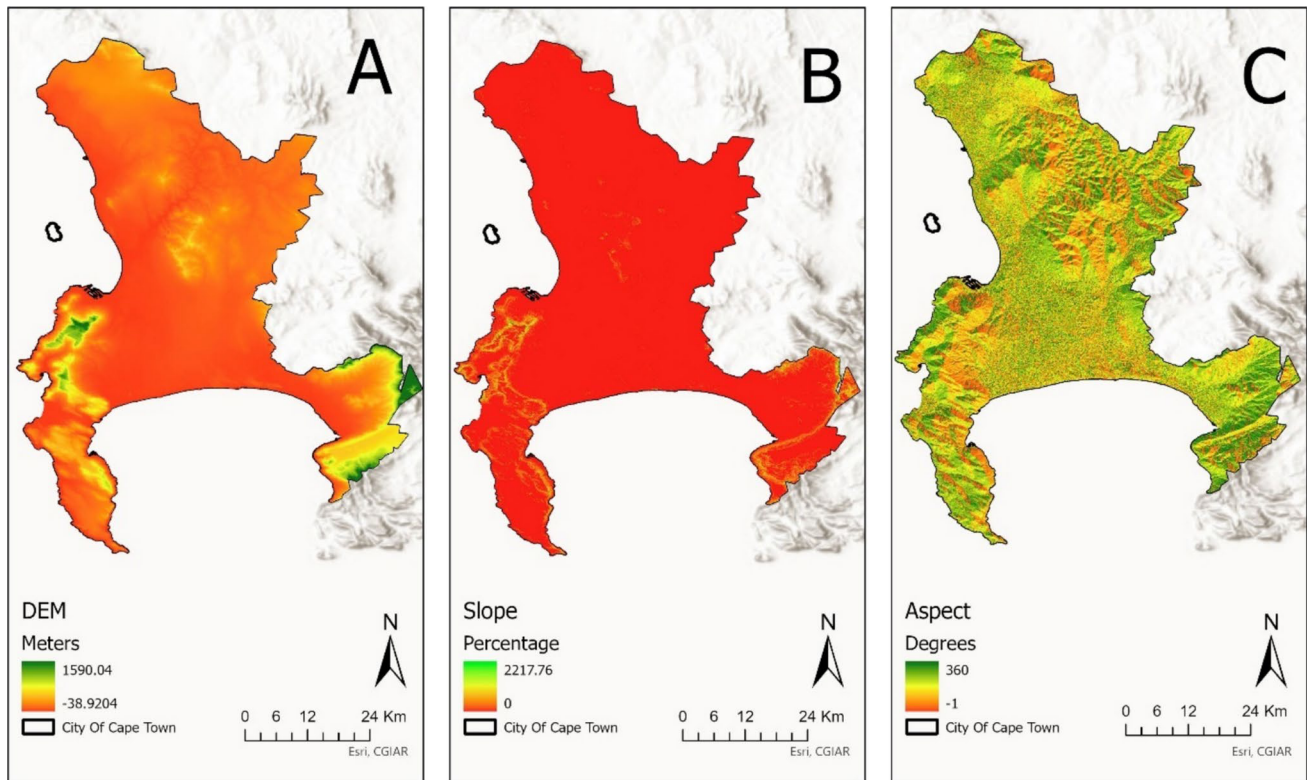 A
DEM
Meters
1590.04
-38.9204
City Of Cape Town
N
0 6 12 24 Km
Esri, CGIAR
B
Slope
Percentage
2217.76
0
City Of Cape Town
N
0 6 12 24 Km
Esri, CGIAR
C
Aspect
Degrees
360
-1
City Of Cape Town
N
0 6 12 24 Km
Esri, CGIAR